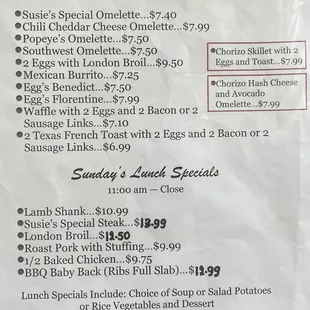 Susie's Special Omelette...$7.40
Chili Cheddar Cheese Omelette...$7.99
Popeye's Omelette...$7.50
Southwest Omelette...$7.50
2 Eggs with London Broil...$9.50
Mexican Burrito...$7.25
Egg's Benedict...$7.50
Egg's Florentine...$7.99
Waffle with 2 Eggs and 2 Bacon or 2
Sausage Links...$7.10
2 Texas French Toast with 2 Eggs and 2 Bacon or 2
Sausage Links...$6.99
Chorizo Skillet with 2
Eggs and Toast...$7.99
Chorizo Hash Cheese
and Avocado
Omelette...$7.99
Sunday's Lunch Specials
11:00 am — Close
Lamb Shank...$10.99
Susie's Special Steak...$13.99
London Broil...$12.50
Roast Pork with Stuffing...$9.99
1/2 Baked Chicken...$9.75
BBQ Baby Back (Ribs Full Slab)...$12.99
Lunch Specials Include: Choice of Soup or Salad Potatoes
or Rice Vegetables and Dessert